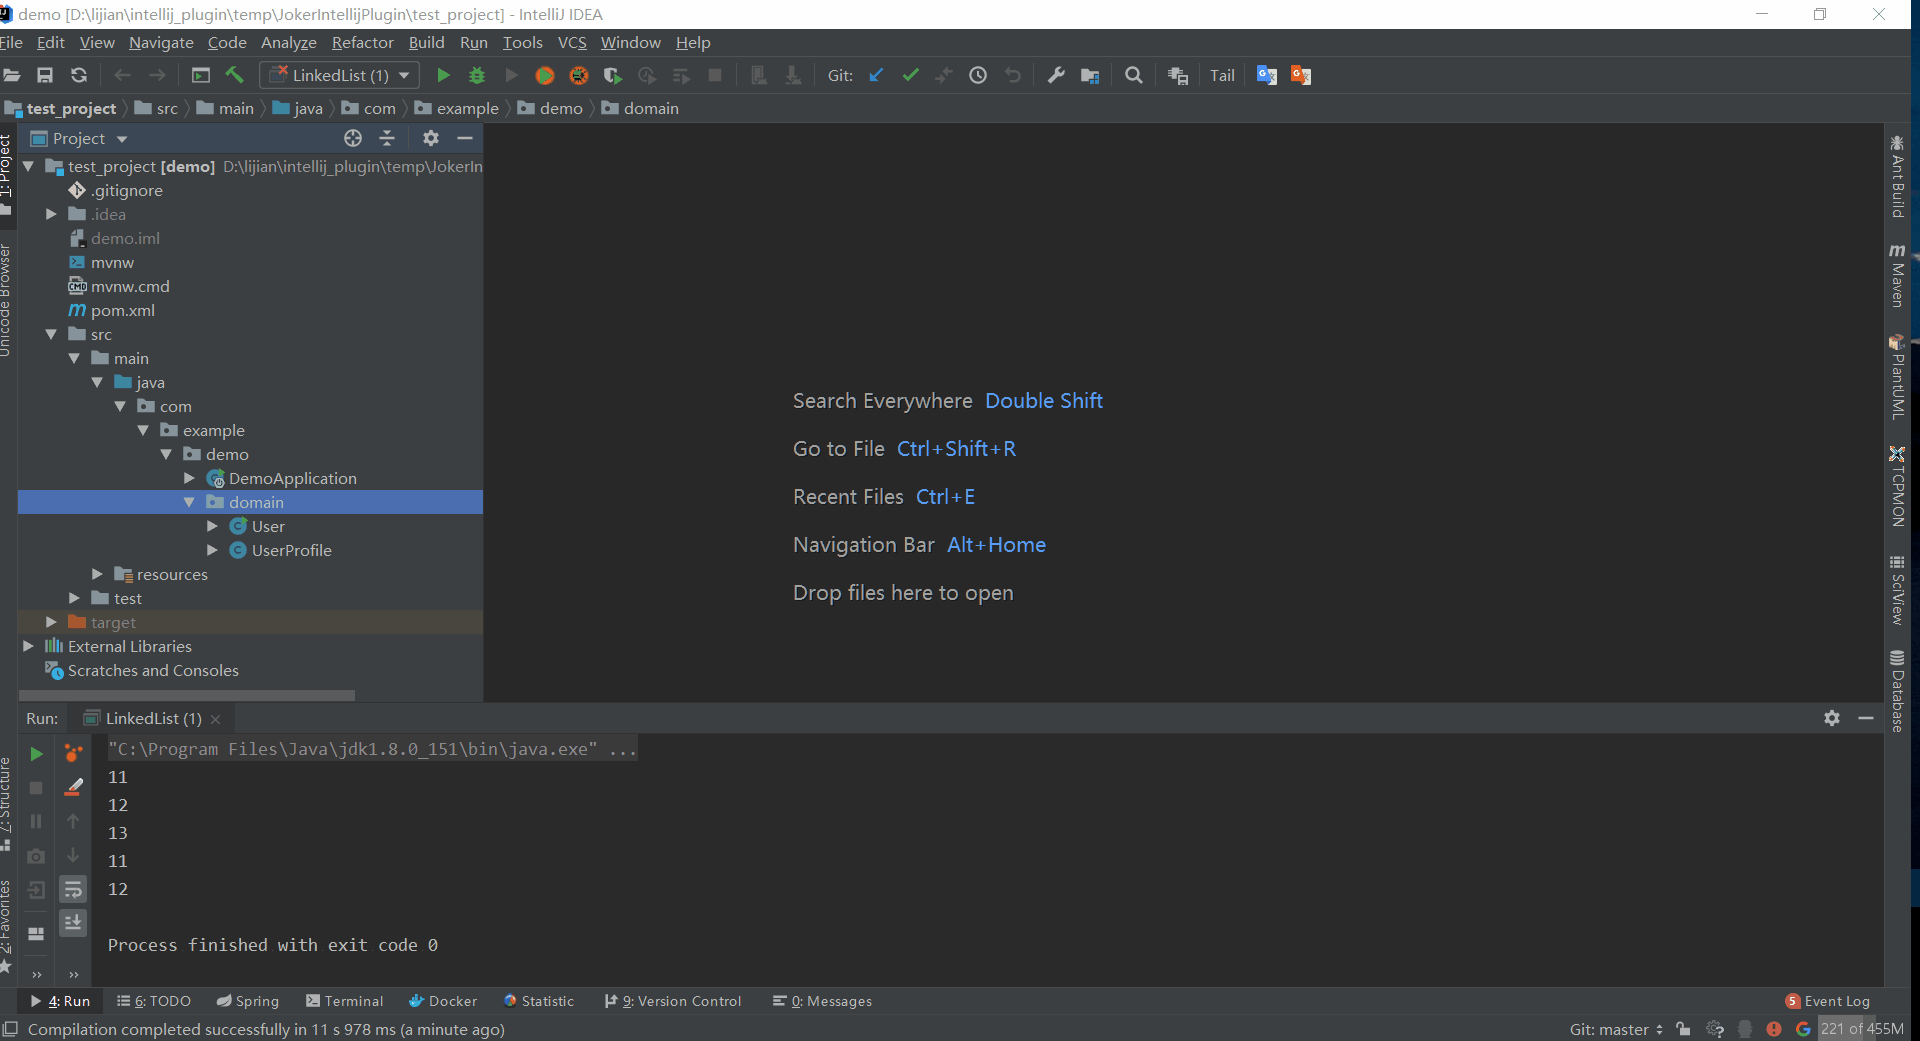 demo [D:\lijian\intellij_plugin\temp\JokerIntellijPlugin\test_project] - IntelliJ IDEA
File Edit View Navigate Code Analyze Refactor Build Run Tools VCS Window Help
LinkedList (1) Git: Tail
test_project src main java com example demo domain
Project
test_project [demo] D:\lijian\intellij_plugin\temp\JokerIn
.gitignore
.idea
demo.iml
mvnw
mvnw.cmd
pom.xml
src
main
java
com
example
demo
DemoApplication
domain
User
UserProfile
resources
test
target
External Libraries
Scratches and Consoles
1: Project
Unicode Browser
7: Structure
2: Favorites
Search Everywhere Double Shift
Go to File Ctrl+Shift+R
Recent Files Ctrl+E
Navigation Bar Alt+Home
Drop files here to open
Ant Build
Maven
PlantUML
TCPMON
SciView
Database
Run: LinkedList (1)
"C:\Program Files\Java\jdk1.8.0_151\bin\java.exe" ...
11
12
13
11
12
Process finished with exit code 0
4: Run 6: TODO Spring Terminal Docker Statistic 9: Version Control 0: Messages 5 Event Log
Compilation completed successfully in 11 s 978 ms (a minute ago) Git: master 221 of 455M